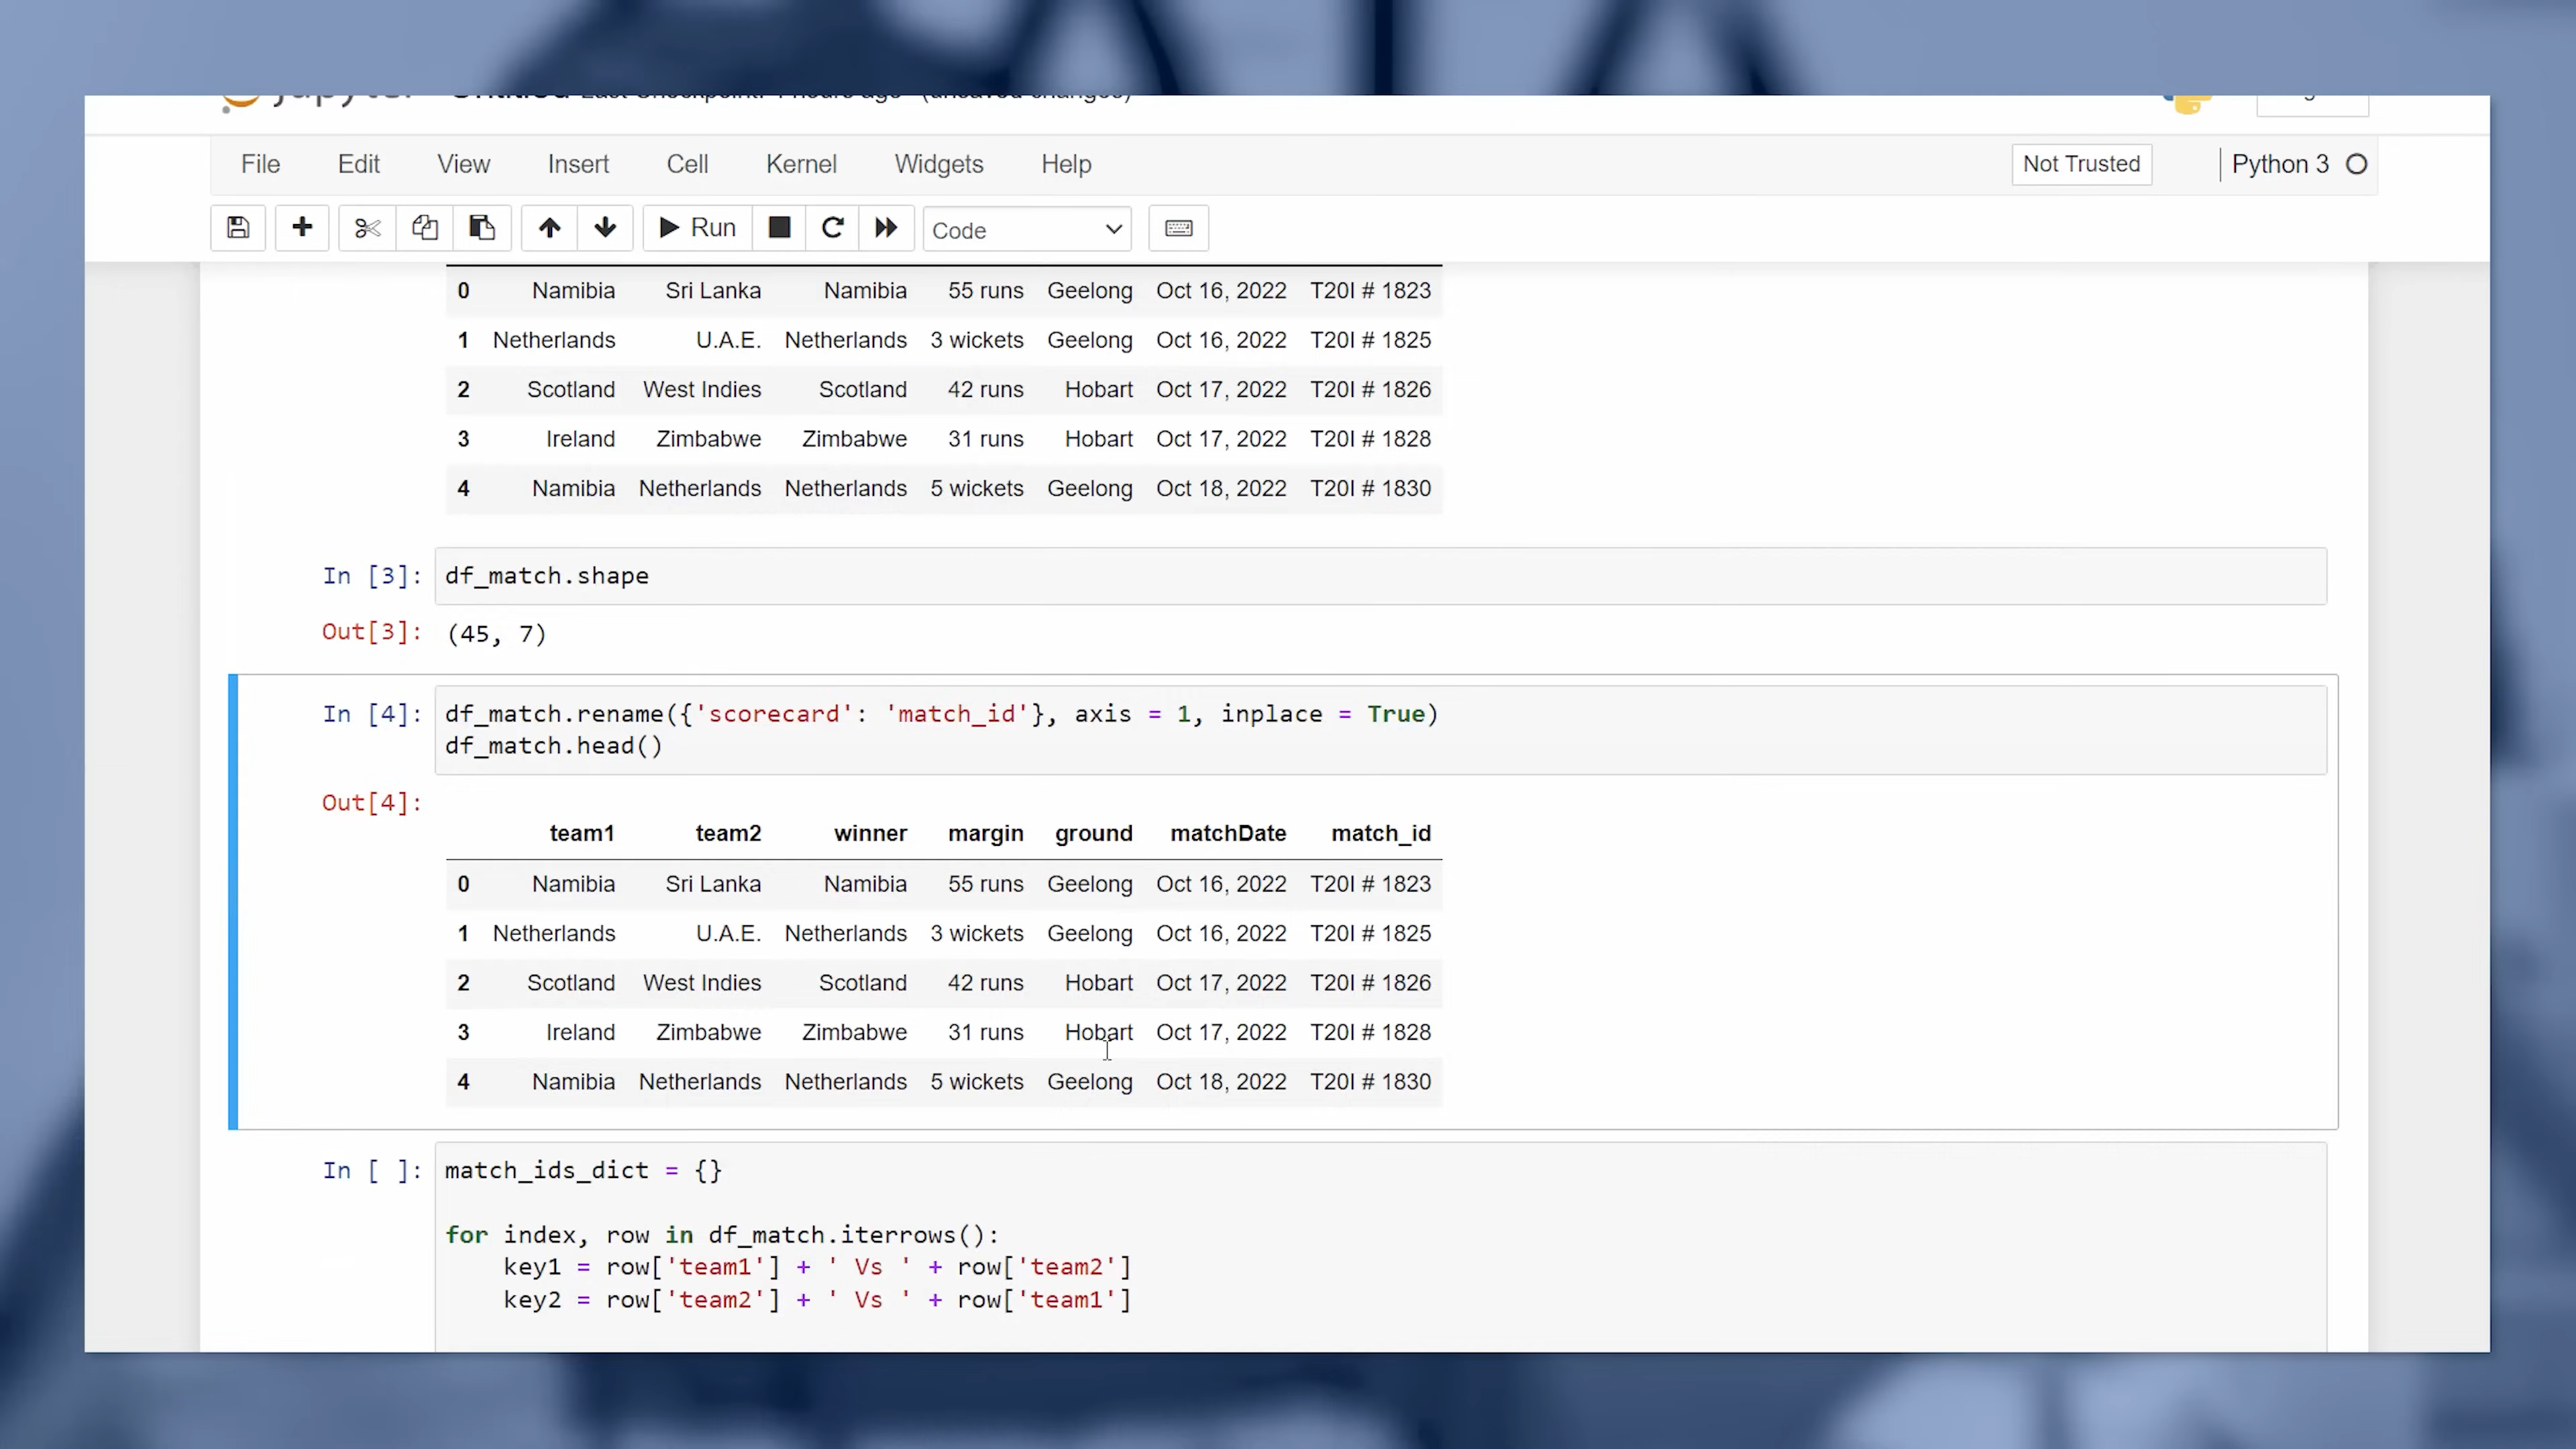 File Edit View Insert Cell Kernel Widgets Help Not Trusted Python 3
Run Code
0 Namibia Sri Lanka Namibia 55 runs Geelong Oct 16, 2022 T20I # 1823
1 Netherlands U.A.E. Netherlands 3 wickets Geelong Oct 16, 2022 T20I # 1825
2 Scotland West Indies Scotland 42 runs Hobart Oct 17, 2022 T20I # 1826
3 Ireland Zimbabwe Zimbabwe 31 runs Hobart Oct 17, 2022 T20I # 1828
4 Namibia Netherlands Netherlands 5 wickets Geelong Oct 18, 2022 T20I # 1830
In [3]: df_match.shape
Out[3]: (45, 7)
In [4]: df_match.rename({'scorecard': 'match_id'}, axis = 1, inplace = True)
df_match.head()
Out[4]:
team1 team2 winner margin ground matchDate match_id
0 Namibia Sri Lanka Namibia 55 runs Geelong Oct 16, 2022 T20I # 1823
1 Netherlands U.A.E. Netherlands 3 wickets Geelong Oct 16, 2022 T20I # 1825
2 Scotland West Indies Scotland 42 runs Hobart Oct 17, 2022 T20I # 1826
3 Ireland Zimbabwe Zimbabwe 31 runs Hobart Oct 17, 2022 T20I # 1828
4 Namibia Netherlands Netherlands 5 wickets Geelong Oct 18, 2022 T20I # 1830
In [ ]: match_ids_dict = {}
for index, row in df_match.iterrows():
key1 = row['team1'] + ' Vs ' + row['team2']
key2 = row['team2'] + ' Vs ' + row['team1']